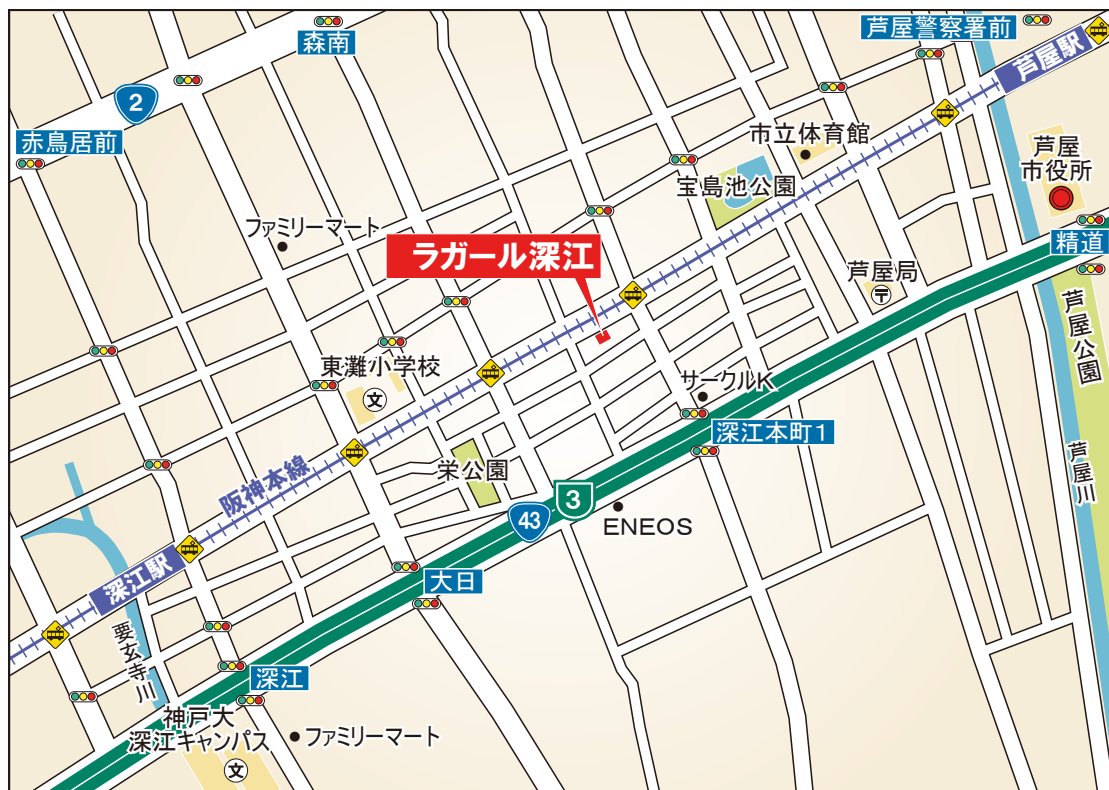 森南
芦屋警察署前
芦屋駅
2
赤鳥居前
市立体育館
芦屋
市役所
宝島池公園
ファミリーマート
精道
ラガール深江
芦屋局
〒
芦屋公園
東灘小学校
文
サークルK
深江本町1
芦屋川
栄公園
阪神本線
3
43
ENEOS
深江駅
大日
要玄寺川
深江
神戸大
深江キャンパス
文
ファミリーマート